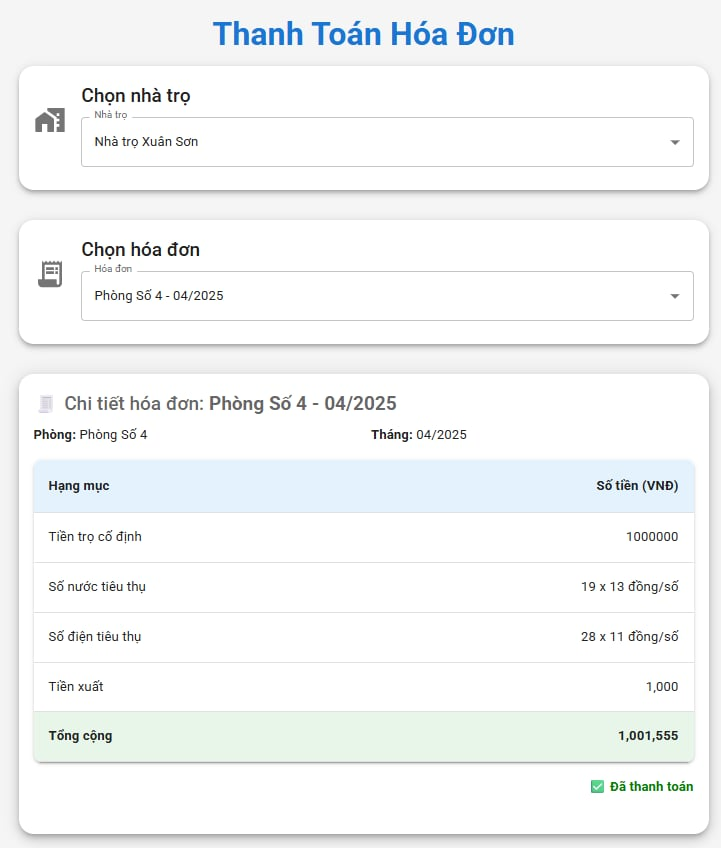 Thanh Toán Hóa Đơn
Chọn nhà trọ
Nhà trọ
Nhà trọ Xuân Sơn
Chọn hóa đơn
Hóa đơn
Phòng Số 4 - 04/2025
Chi tiết hóa đơn: Phòng Số 4 - 04/2025
Phòng: Phòng Số 4 Tháng: 04/2025
Hạng mục Số tiền (VNĐ)
Tiền trọ cố định 1000000
Số nước tiêu thụ 19 x 13 đồng/số
Số điện tiêu thụ 28 x 11 đồng/số
Tiền xuất 1,000
Tổng cộng 1,001,555
✅ Đã thanh toán